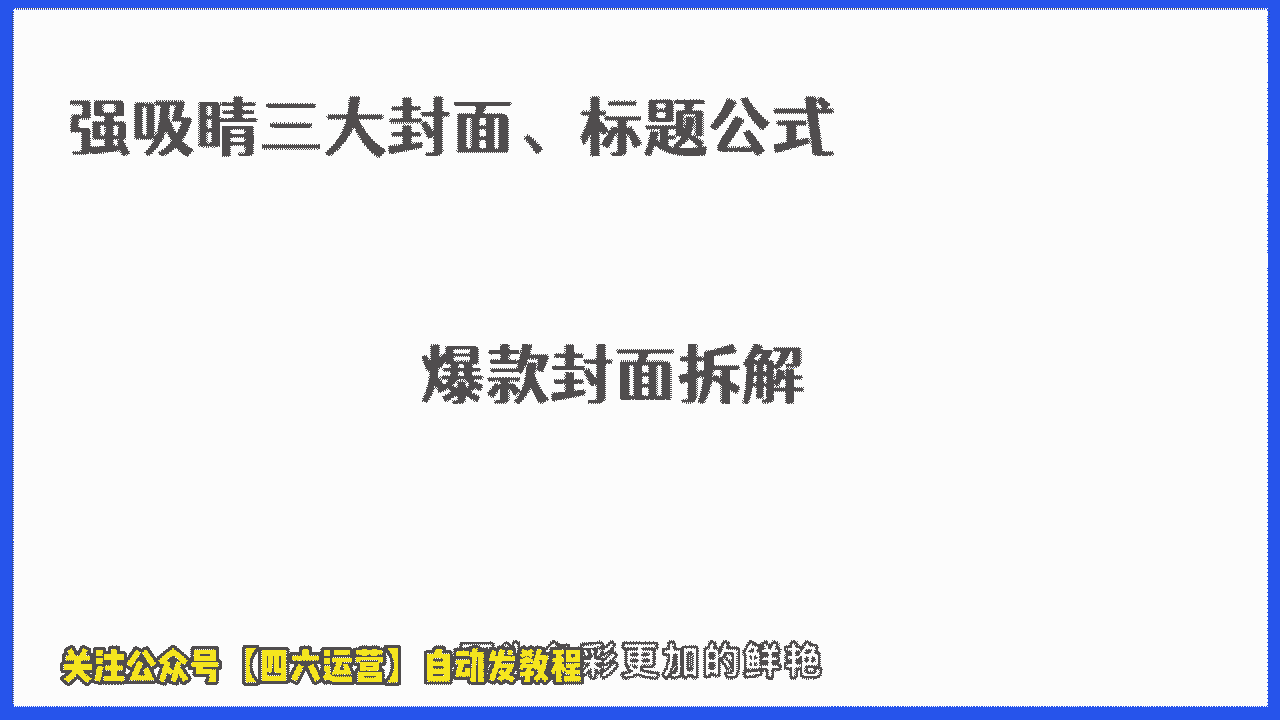 强吸睛三大封面、标题公式
爆款封面拆解
关注公众号【四六运营】自动发教程
彩更加的鲜艳